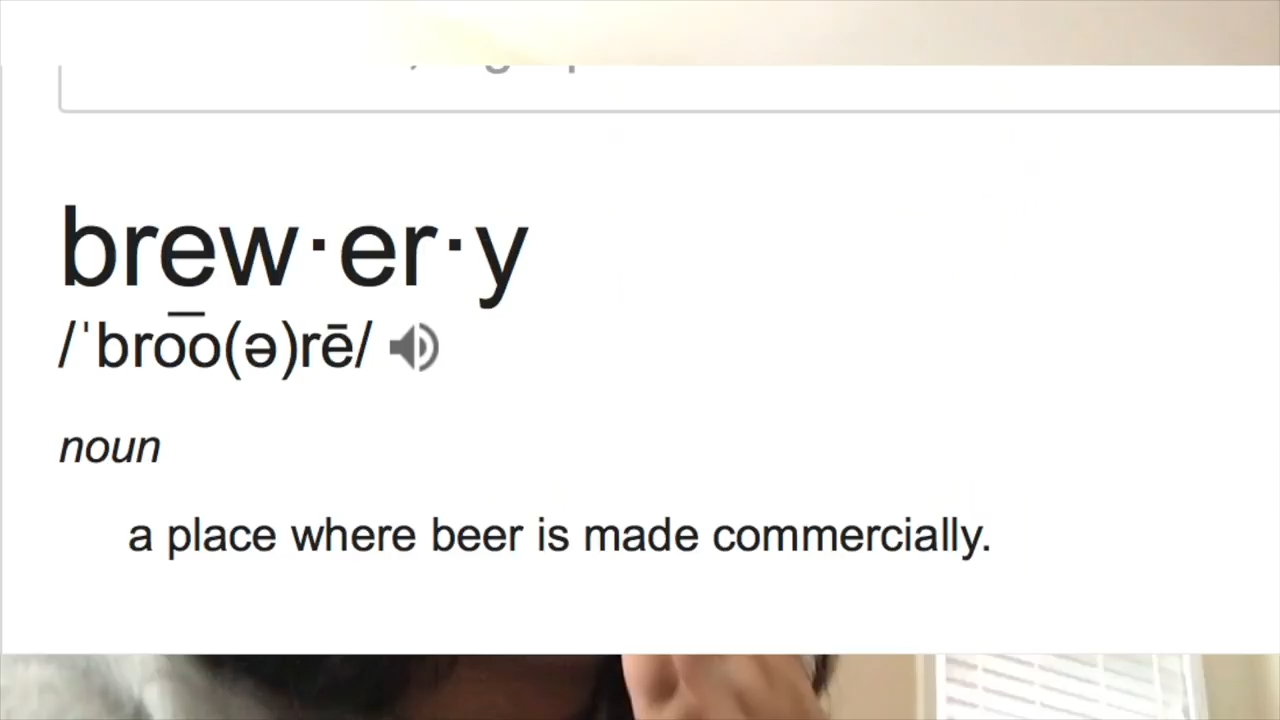 brew·er·y
/ˈbro͞o(ə)rē/
noun
a place where beer is made commercially.